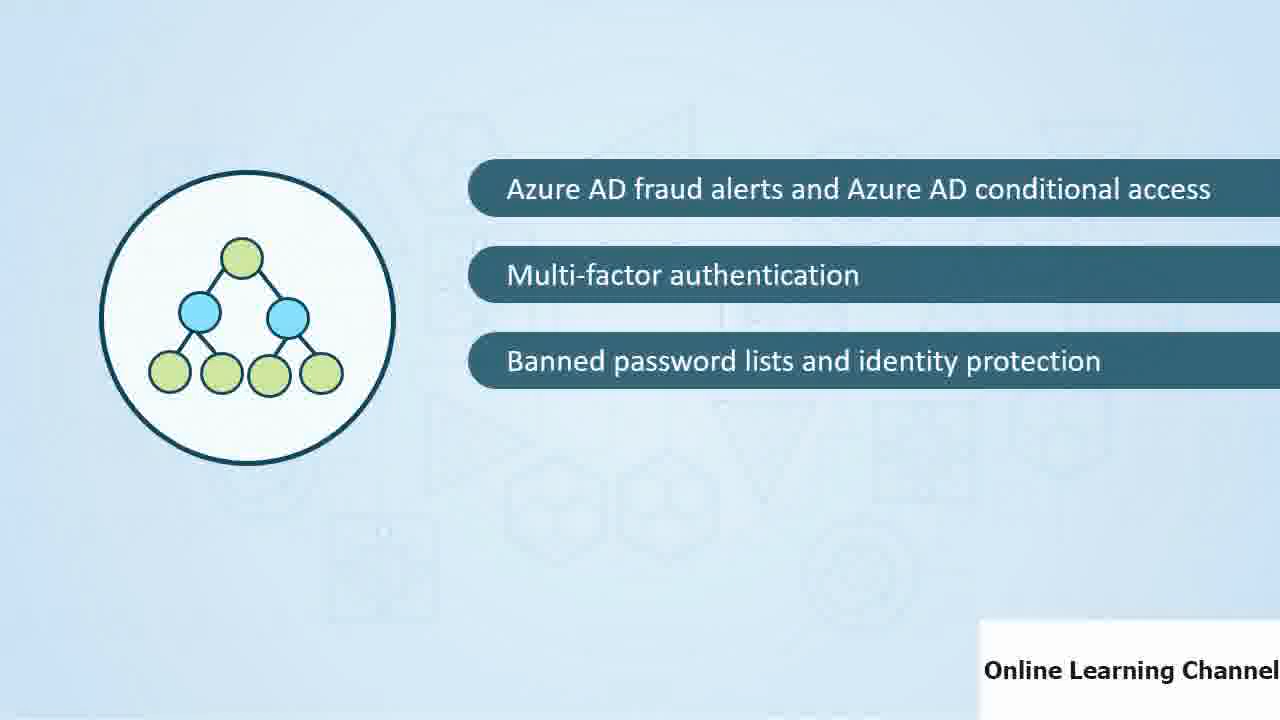 Azure AD fraud alerts and Azure AD conditional access
Multi-factor authentication
Banned password lists and identity protection
Online Learning Channel